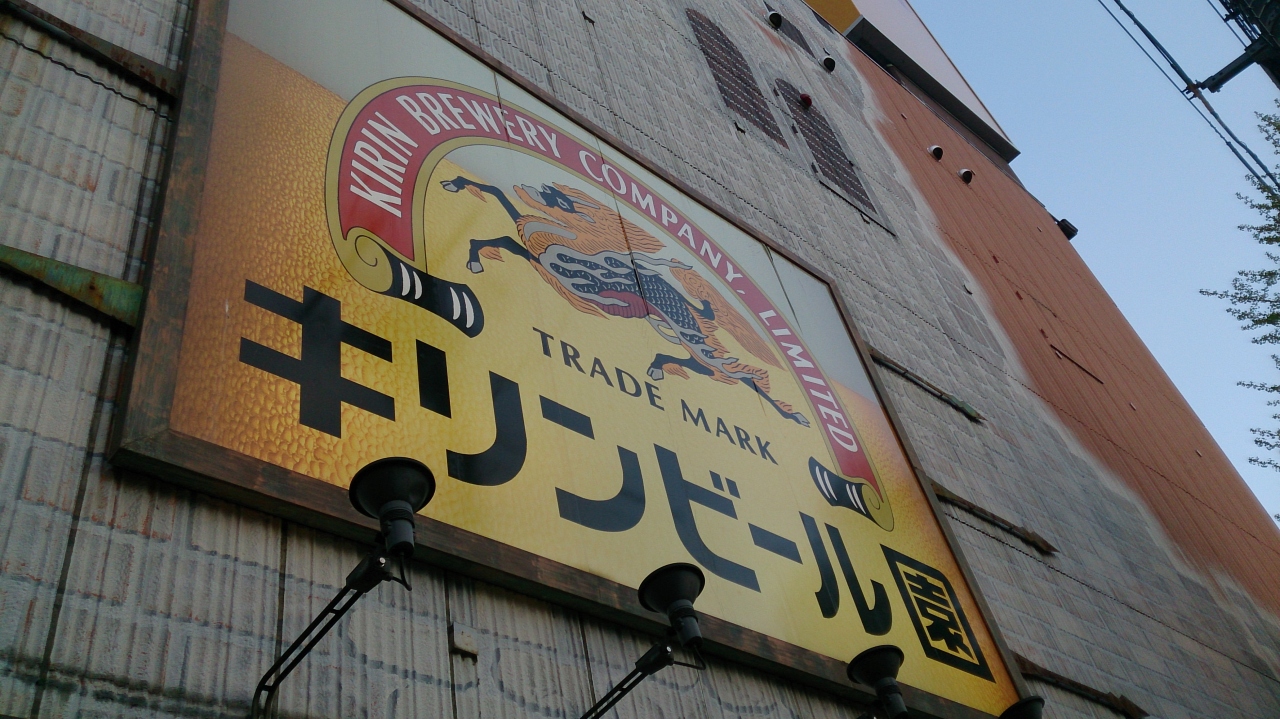 KIRIN BREWERY COMPANY, LIMITED
TRADE MARK
キリンビール